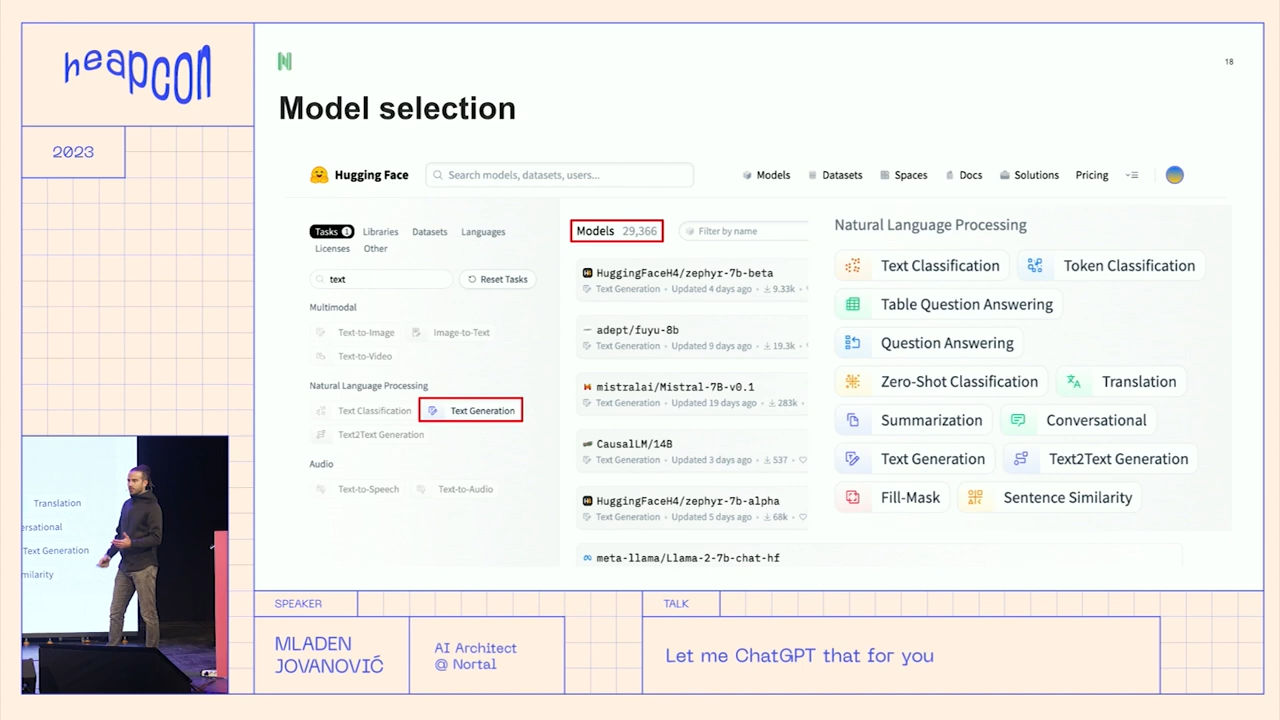 heapcon
2023
18
Model selection
Hugging Face
Search models, datasets, users...
Models
Datasets
Spaces
Docs
Solutions
Pricing
Tasks 1
Libraries
Datasets
Languages
Licenses
Other
text
Reset Tasks
Multimodal
Text-to-Image
Image-to-Text
Text-to-Video
Natural Language Processing
Text Classification
Text Generation
Text2Text Generation
Audio
Text-to-Speech
Text-to-Audio
Models 29,366
Filter by name
HuggingFaceH4/zephyr-7b-beta
Text Generation • Updated 4 days ago • 9.33k •
adept/fuyu-8b
Text Generation • Updated 9 days ago • 19.3k •
mistralai/Mistral-7B-v0.1
Text Generation • Updated 19 days ago • 283k •
CausalLM/14B
Text Generation • Updated 3 days ago • 537 •
HuggingFaceH4/zephyr-7b-alpha
Text Generation • Updated 5 days ago • 68k •
meta-llama/Llama-2-7b-chat-hf
Natural Language Processing
Text Classification
Token Classification
Table Question Answering
Question Answering
Zero-Shot Classification
Translation
Summarization
Conversational
Text Generation
Text2Text Generation
Fill-Mask
Sentence Similarity
Translation
ersational
Text Generation
milarity
SPEAKER
MLADEN
JOVANOVIĆ
AI Architect
@ Nortal
TALK
Let me ChatGPT that for you